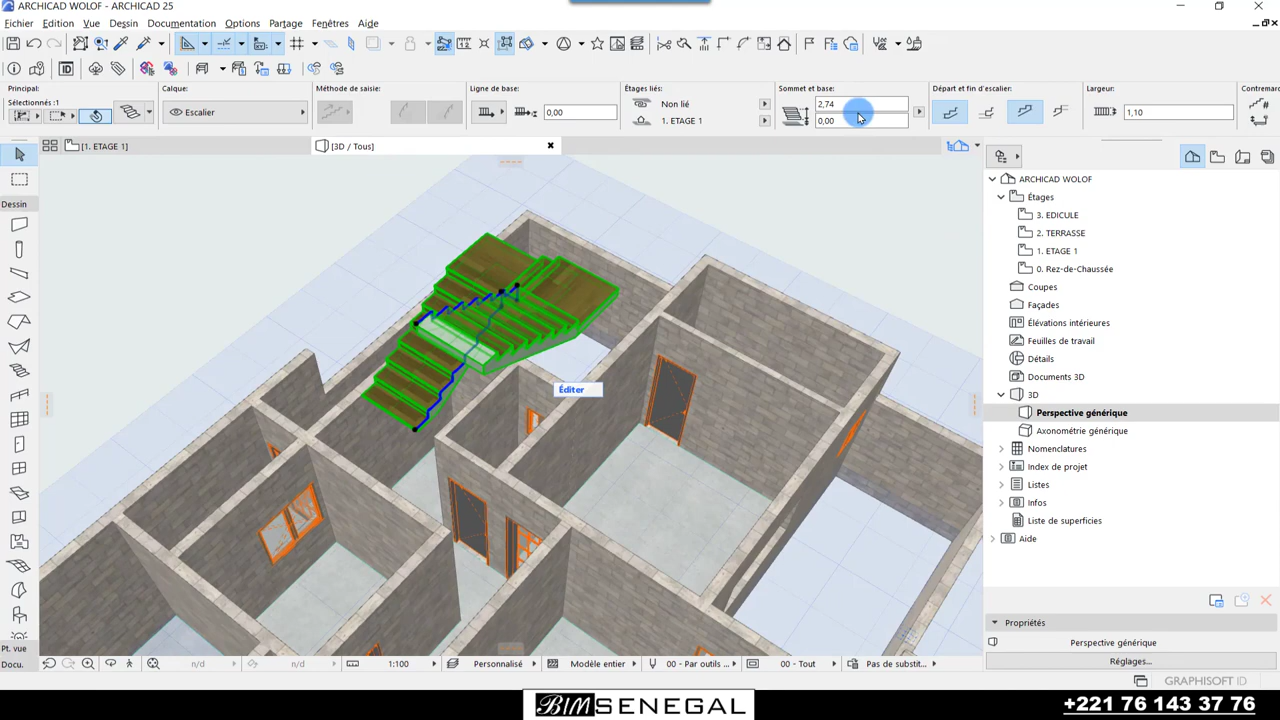 ARCHICAD WOLOF - ARCHICAD 25
Fichier Edition Vue Dessin Documentation Options Partage Fenêtres Aide
Principal: Calque: Méthode de saisie: Ligne de base: Étages liés: Sommet et base: Départ et fin d'escalier: Largeur: Contremar
Sélectionnés :1
Escalier
0,00
Non lié
1. ETAGE 1
2,74
0,00
1,10
[1. ETAGE 1]
[3D / Tous]
Dessin
Éditer
ARCHICAD WOLOF
Étages
3. EDICULE
2. TERRASSE
1. ETAGE 1
0. Rez-de-Chaussée
Coupes
Façades
Élévations intérieures
Feuilles de travail
Détails
Documents 3D
3D
Perspective générique
Axonométrie générique
Nomenclatures
Index de projet
Listes
Infos
Liste de superficies
Aide
Propriétés
Perspective générique
Réglages...
Pt. vue
Docu.
n/d
n/d
1:100
Personnalisé
Modèle entier
00 - Par outils ...
00 - Tout
Pas de substit...
GRAPHISOFT ID
BIMSENEGAL
+221 76 143 37 76